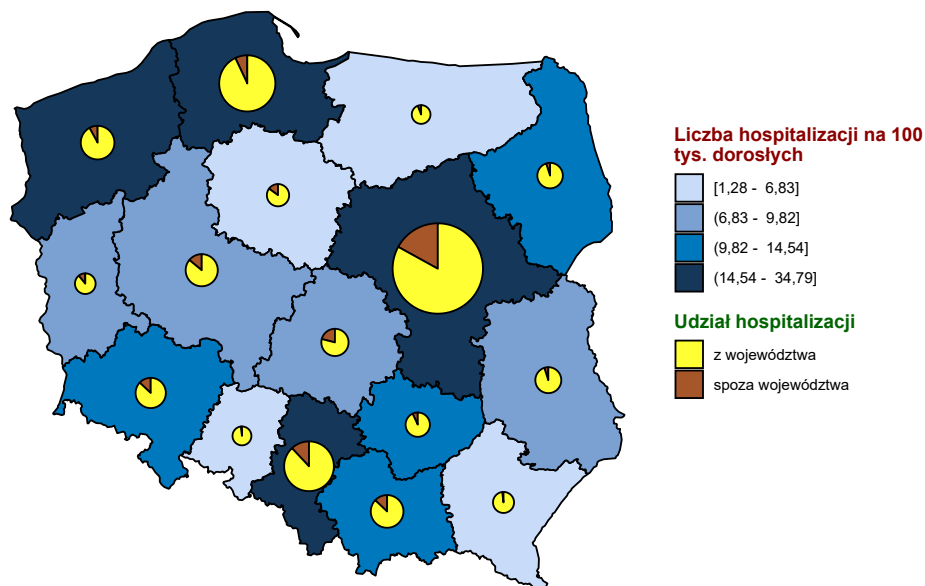 Liczba hospitalizacji na 100
tys. dorosłych
[1,28 - 6,83]
(6,83 - 9,82]
(9,82 - 14,54]
(14,54 - 34,79]
Udział hospitalizacji
z województwa
spoza województwa